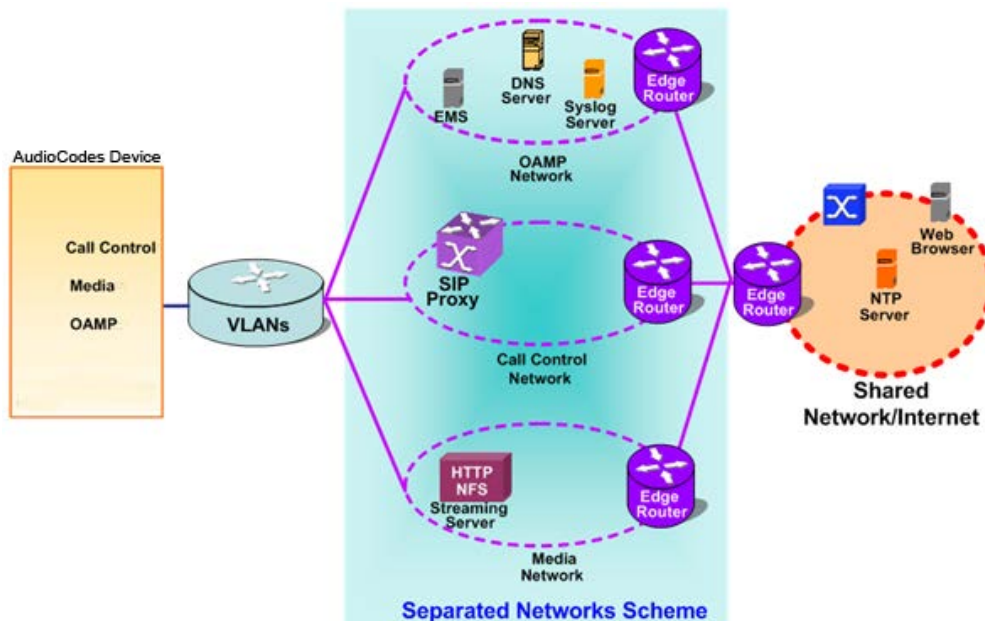 AudioCodes Device
Call Control
Media
OAMP
VLANs
EMS
DNS
Server
Syslog
Server
Edge
Router
OAMP
Network
SIP
Proxy
Edge
Router
Call Control
Network
HTTP
NFS
Streaming
Server
Edge
Router
Media
Network
Separated Networks Scheme
Edge
Router
Web
Browser
NTP
Server
Shared
Network/Internet